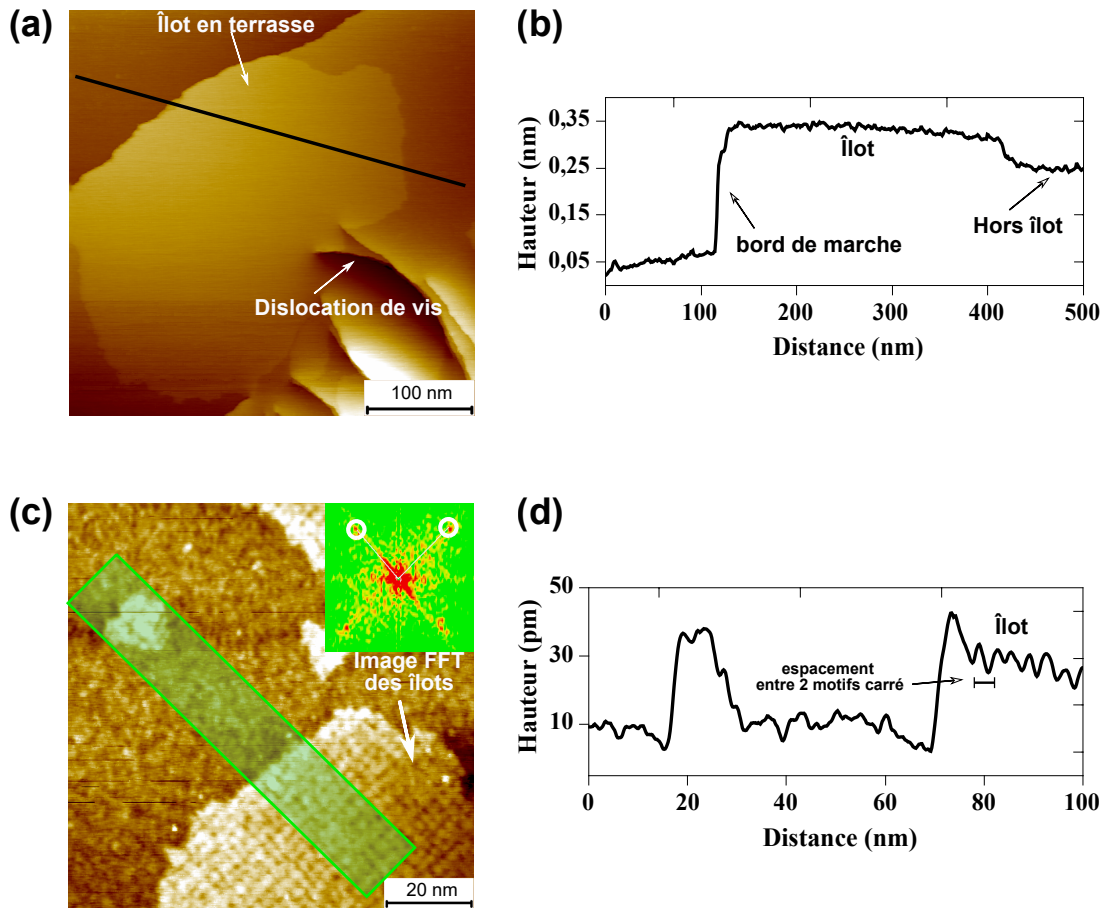 (a)
Îlot en terrasse
Dislocation de vis
100 nm
(b)
Hauteur (nm)
0,35
0,25
0,15
0,05
Îlot
bord de marche
Hors îlot
0
100
200
300
400
500
Distance (nm)
(c)
Image FFT
des îlots
20 nm
(d)
Hauteur (pm)
50
30
10
Îlot
espacement
entre 2 motifs carré
0
20
40
60
80
100
Distance (nm)